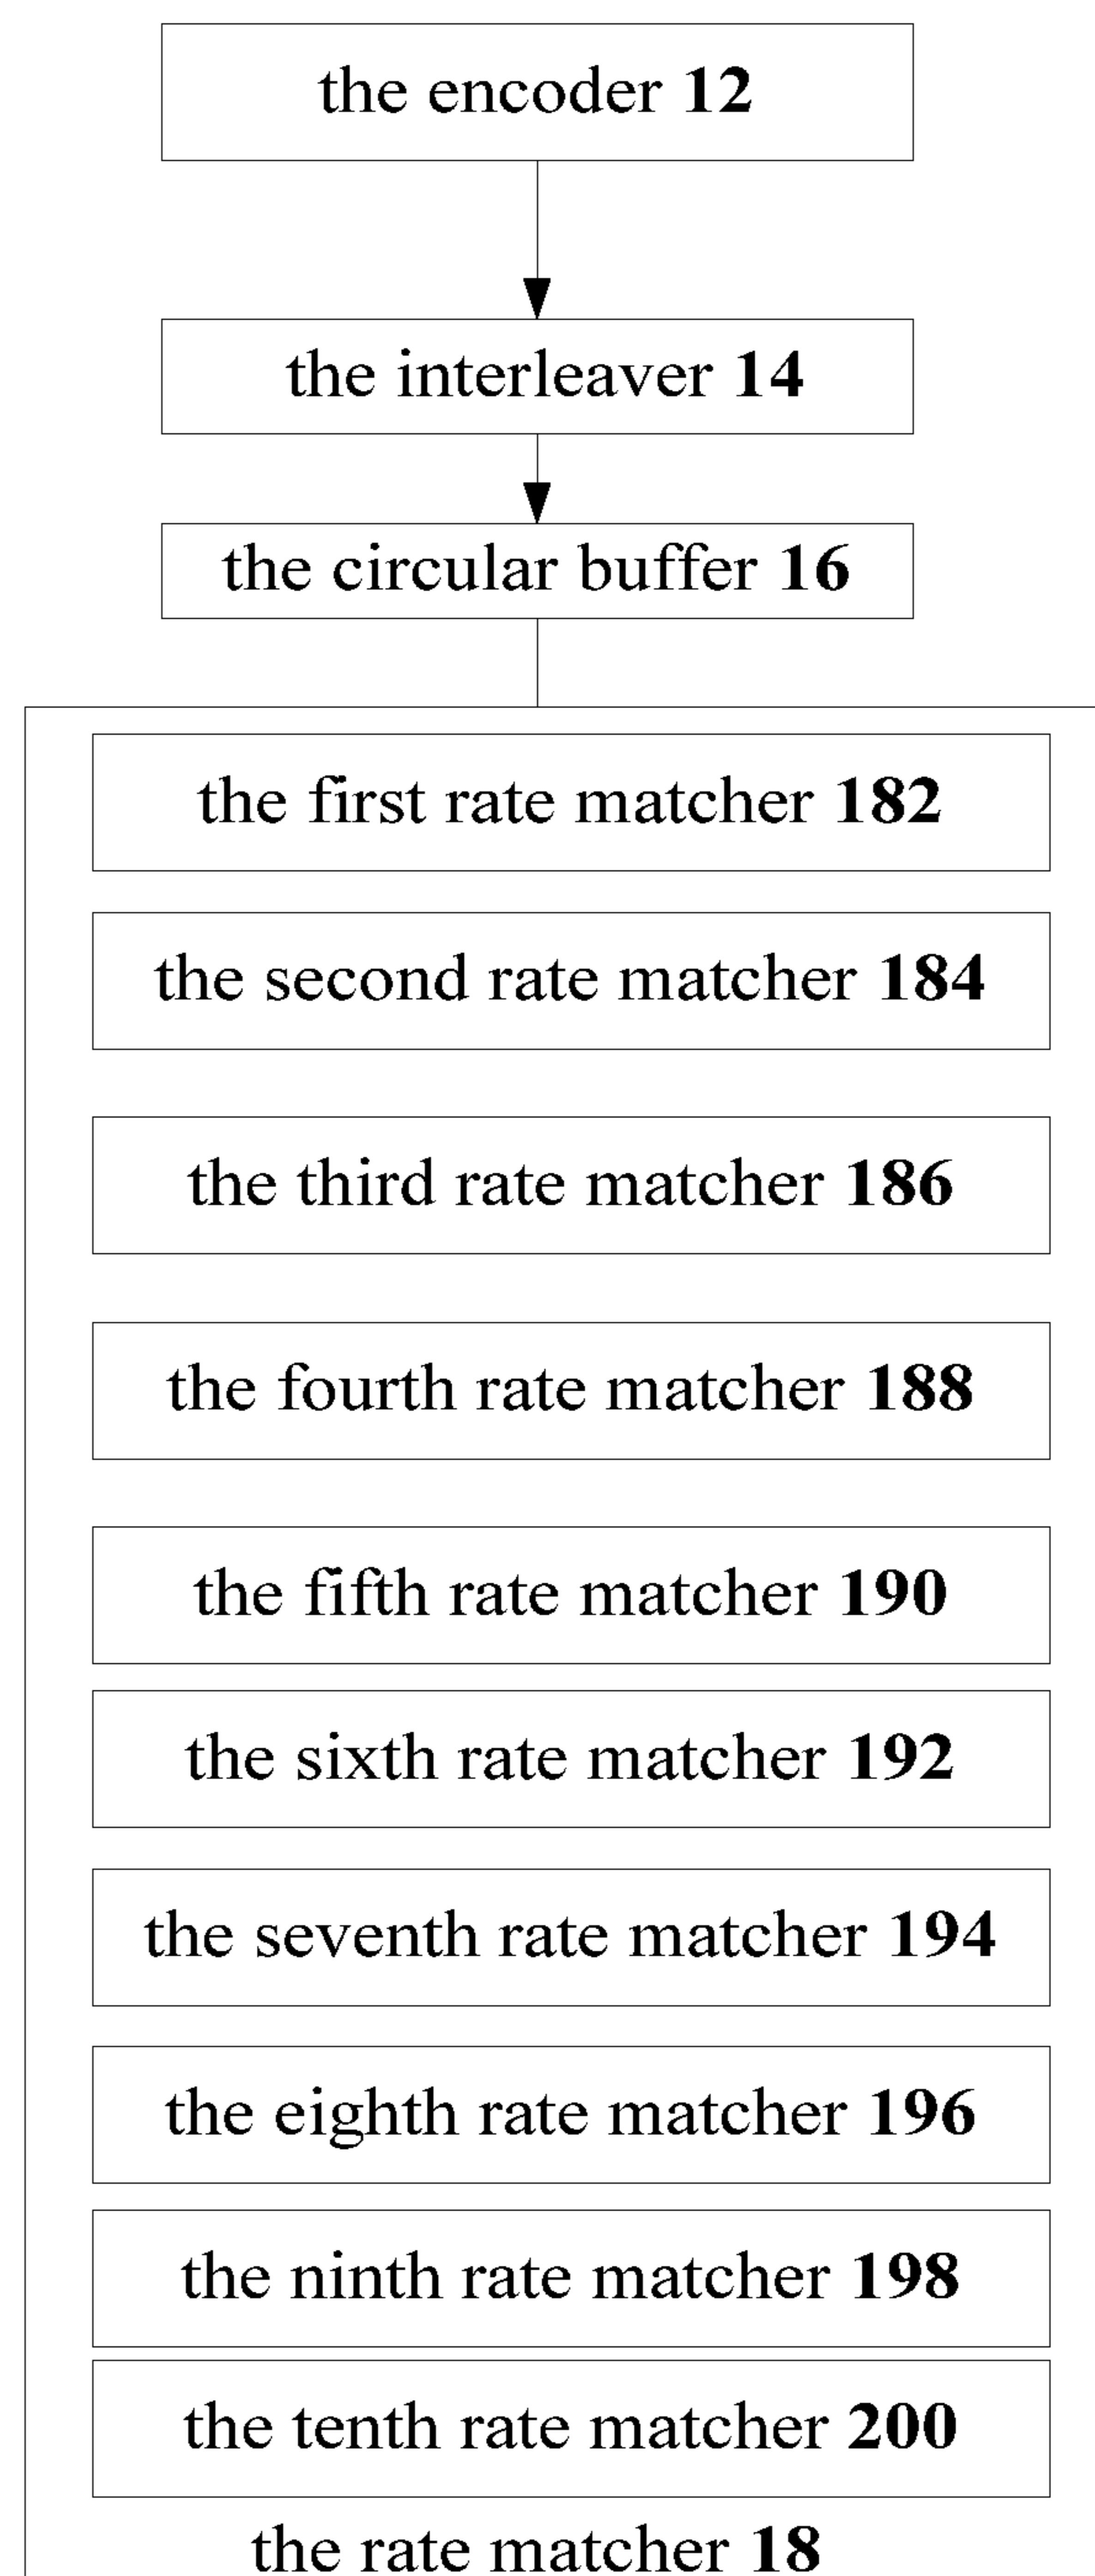 the encoder 12
the interleaver 14
the circular buffer 16
the first rate matcher 182
the second rate matcher 184
the third rate matcher 186
the fourth rate matcher 188
the fifth rate matcher 190
the sixth rate matcher 192
the seventh rate matcher 194
the eighth rate matcher 196
the ninth rate matcher 198
the tenth rate matcher 200
the rate matcher 18